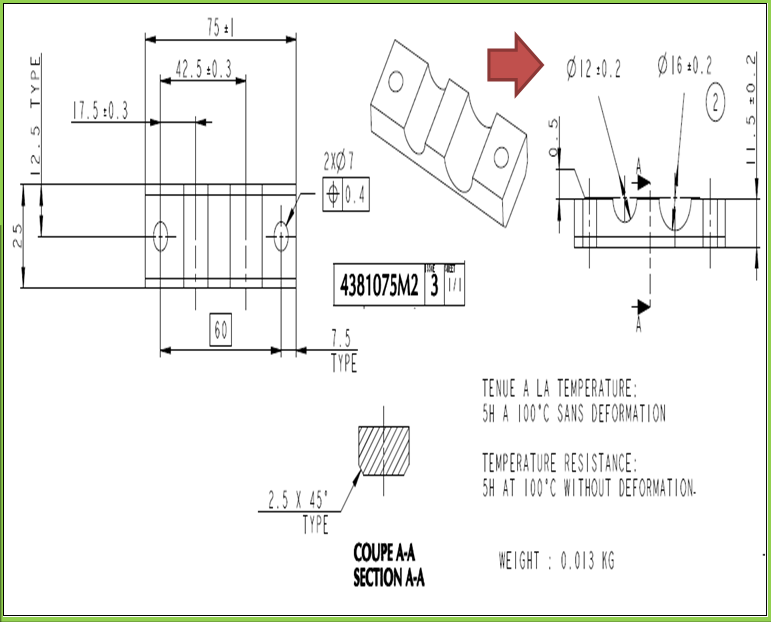 75 ±1
42.5 ±0.3
17.5 ±0.3
12.5 TYPE
25
2XØ 7
0.4
60
7.5
TYPE
4381075M2
3
SHEET
1/1
Ø12 ±0.2
Ø16 ±0.2
2
11.5 ±0.2
0.5
A
A
TENUE A LA TEMPERATURE:
5H A 100°C SANS DEFORMATION
TEMPERATURE RESISTANCE:
5H AT 100°C WITHOUT DEFORMATION.
2.5 X 45°
TYPE
COUPE A-A
SECTION A-A
WEIGHT : 0.013 KG